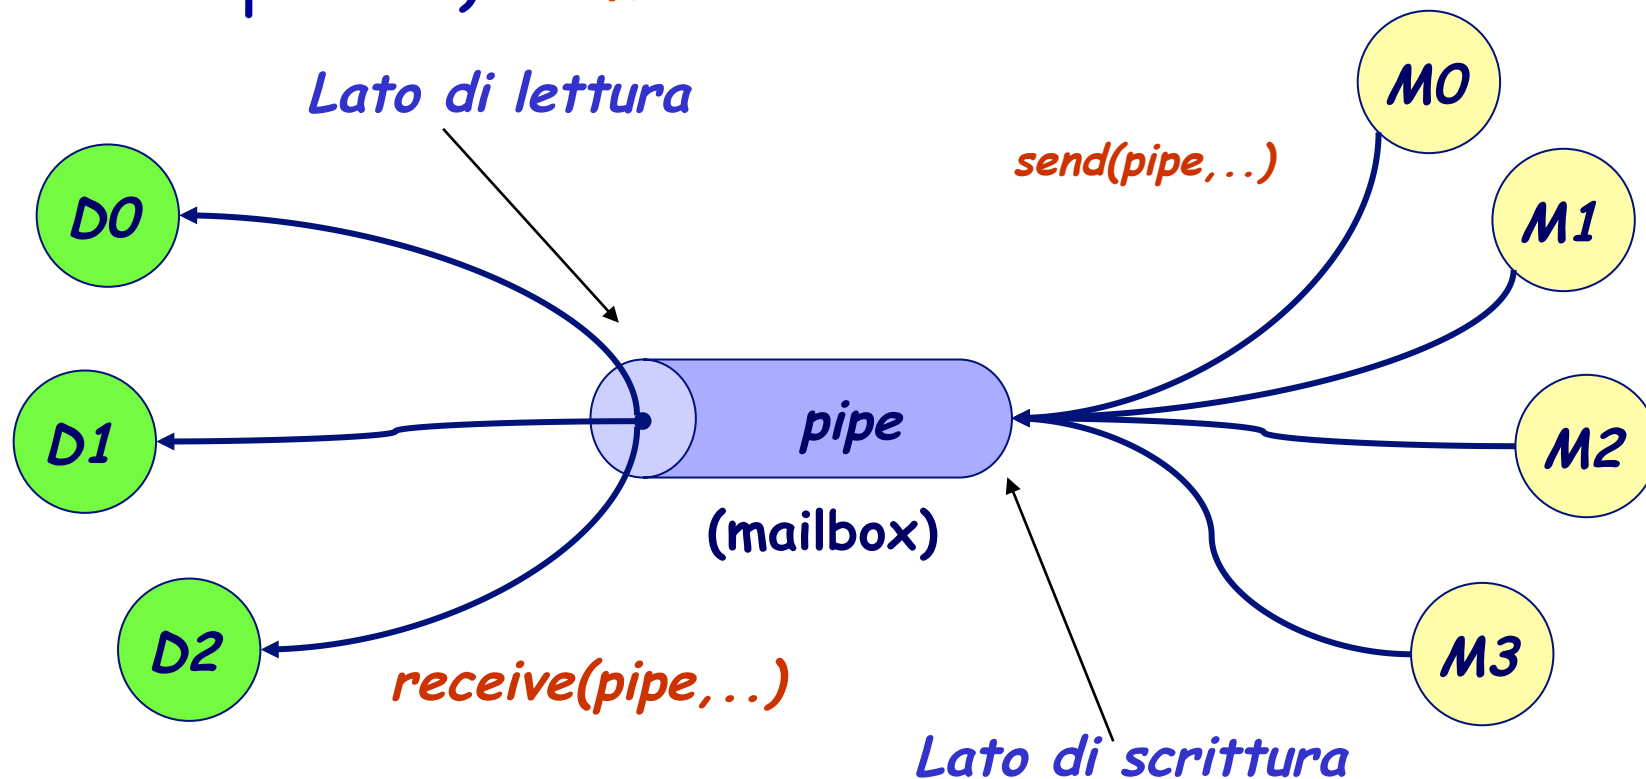 Lato di lettura
M0
send(pipe,..)
D0
M1
pipe
D1
M2
(mailbox)
D2
M3
receive(pipe,..)
Lato di scrittura